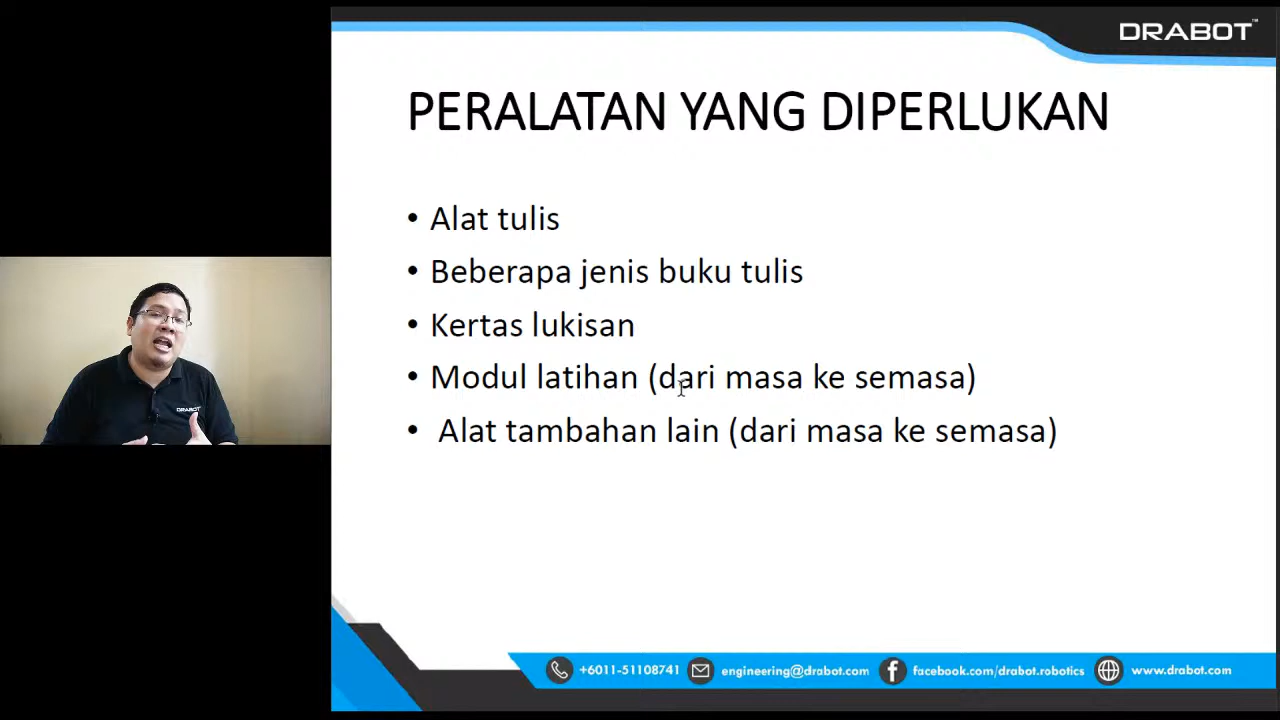 DRABOT™
PERALATAN YANG DIPERLUKAN
• Alat tulis
• Beberapa jenis buku tulis
• Kertas lukisan
• Modul latihan (dari masa ke semasa)
• Alat tambahan lain (dari masa ke semasa)
DRABOT
+6011-51108741 engineering@drabot.com facebook.com/drabot.robotics www.drabot.com